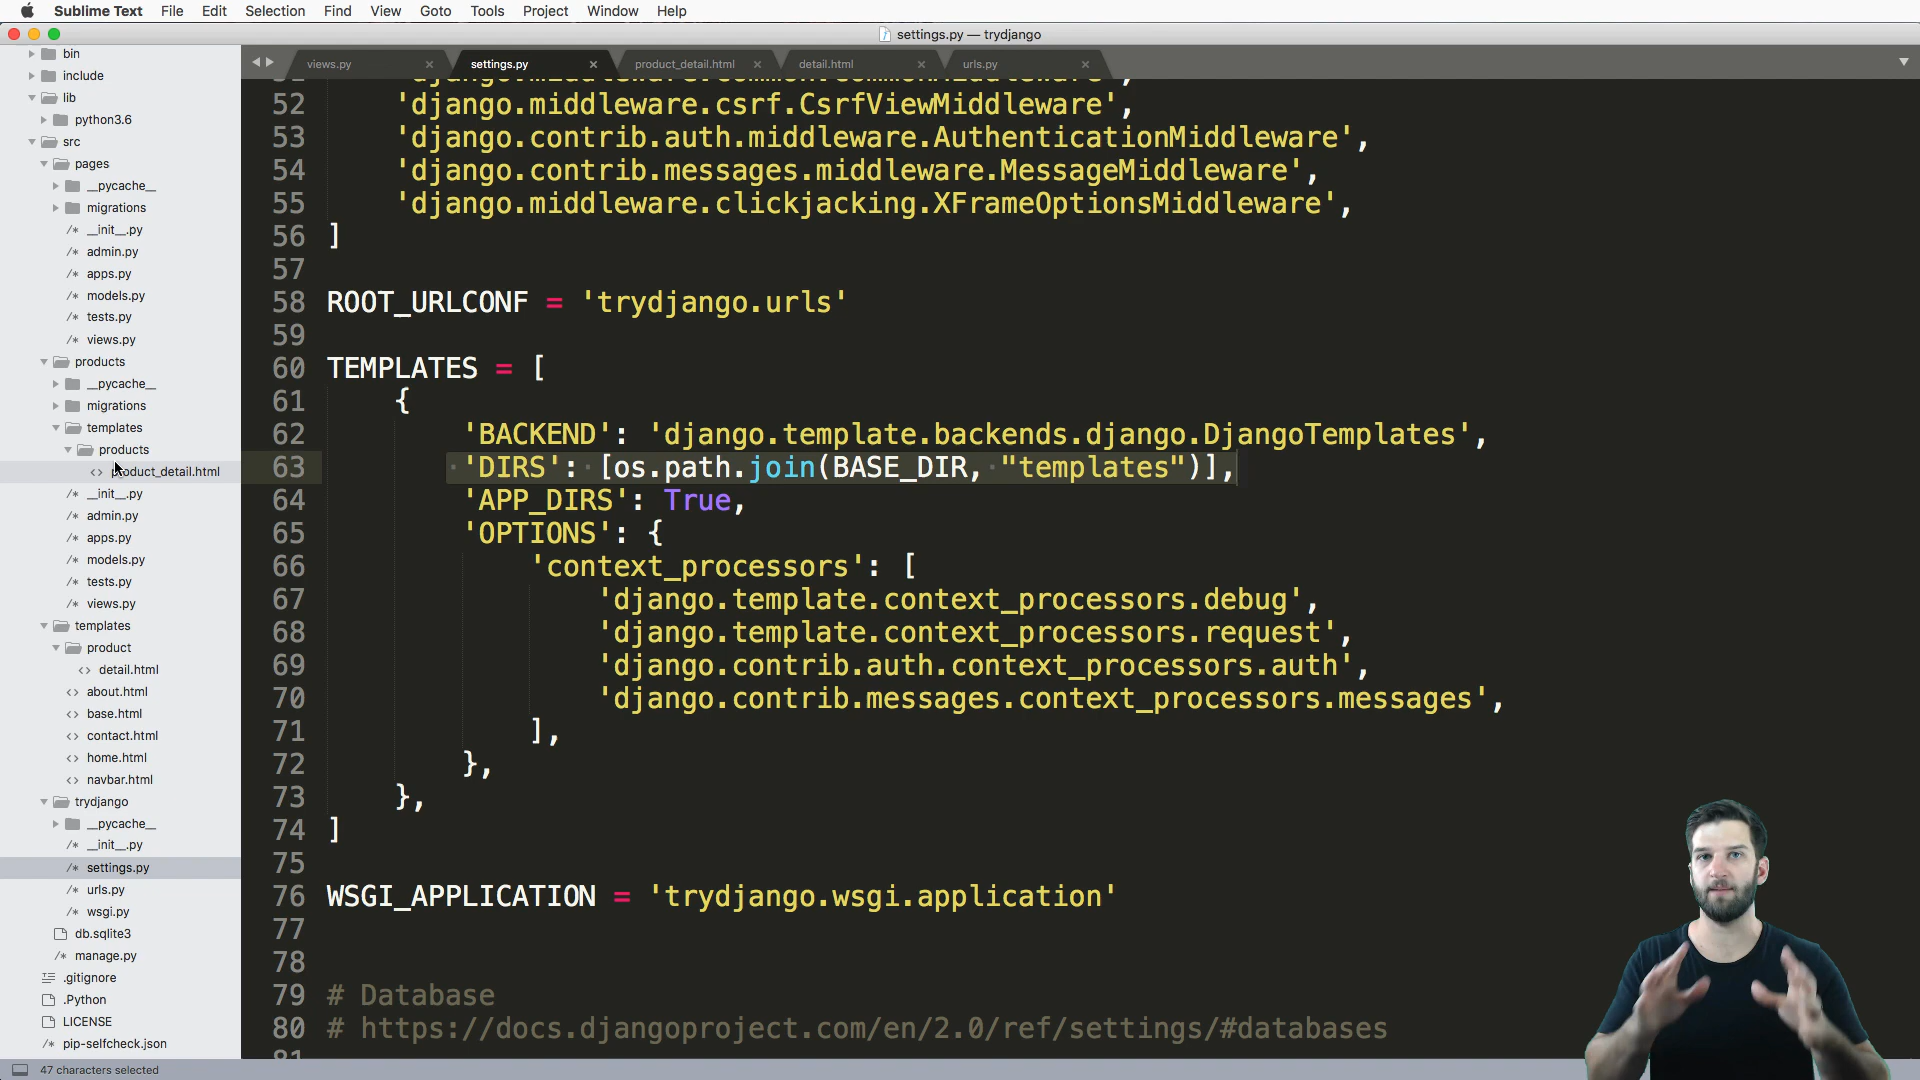 Sublime Text File Edit Selection Find View Goto Tools Project Window Help
settings.py — trydjango
views.py settings.py product_detail.html detail.html urls.py
bin
include
lib
python3.6
src
pages
__pycache__
migrations
__init__.py
admin.py
apps.py
models.py
tests.py
views.py
products
__pycache__
migrations
templates
products
product_detail.html
__init__.py
admin.py
apps.py
models.py
tests.py
views.py
templates
product
detail.html
about.html
base.html
contact.html
home.html
navbar.html
trydjango
__pycache__
__init__.py
settings.py
urls.py
wsgi.py
db.sqlite3
manage.py
.gitignore
.Python
LICENSE
pip-selfcheck.json
52 'django.middleware.csrf.CsrfViewMiddleware',
53 'django.contrib.auth.middleware.AuthenticationMiddleware',
54 'django.contrib.messages.middleware.MessageMiddleware',
55 'django.middleware.clickjacking.XFrameOptionsMiddleware',
56 ]
57
58 ROOT_URLCONF = 'trydjango.urls'
59
60 TEMPLATES = [
61 {
62 'BACKEND': 'django.template.backends.django.DjangoTemplates',
63 'DIRS': [os.path.join(BASE_DIR, "templates")],
64 'APP_DIRS': True,
65 'OPTIONS': {
66 'context_processors': [
67 'django.template.context_processors.debug',
68 'django.template.context_processors.request',
69 'django.contrib.auth.context_processors.auth',
70 'django.contrib.messages.context_processors.messages',
71 ],
72 },
73 },
74 ]
75
76 WSGI_APPLICATION = 'trydjango.wsgi.application'
77
78
79 # Database
80 # https://docs.djangoproject.com/en/2.0/ref/settings/#databases
47 characters selected